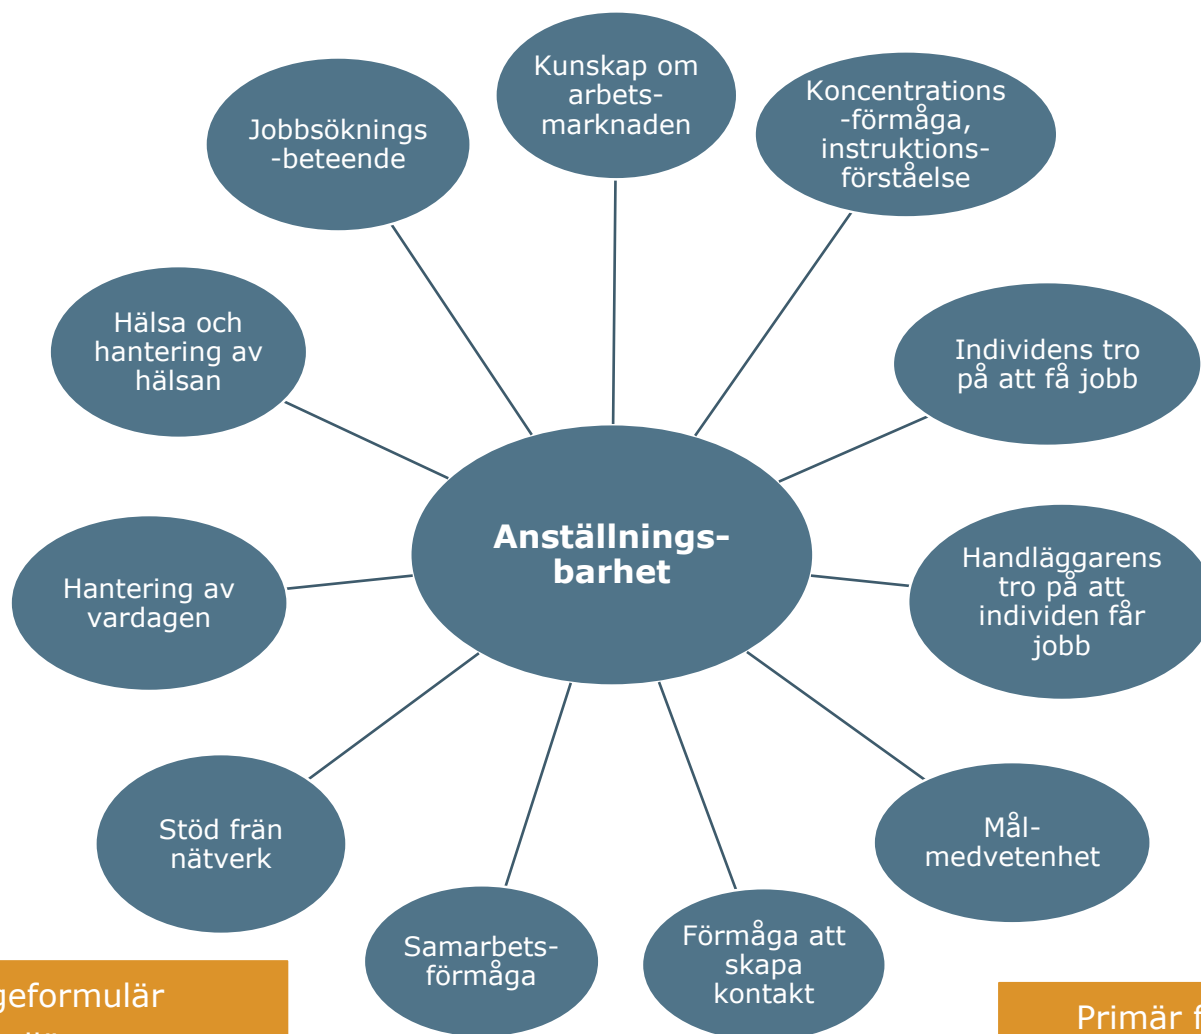 Kunskap om
arbets-
marknaden
Koncentrations
-förmåga,
instruktions-
förståelse
Jobbsöknings
-beteende
Individens tro
på att få jobb
Hälsa och
hantering av
hälsan
Anställnings-
barhet
Handläggarens
tro på att
individen får
jobb
Hantering av
vardagen
Mål-
medvetenhet
Stöd frän
nätverk
Samarbets-
förmåga
Förmåga att
skapa
kontakt
geformulär
Primär f